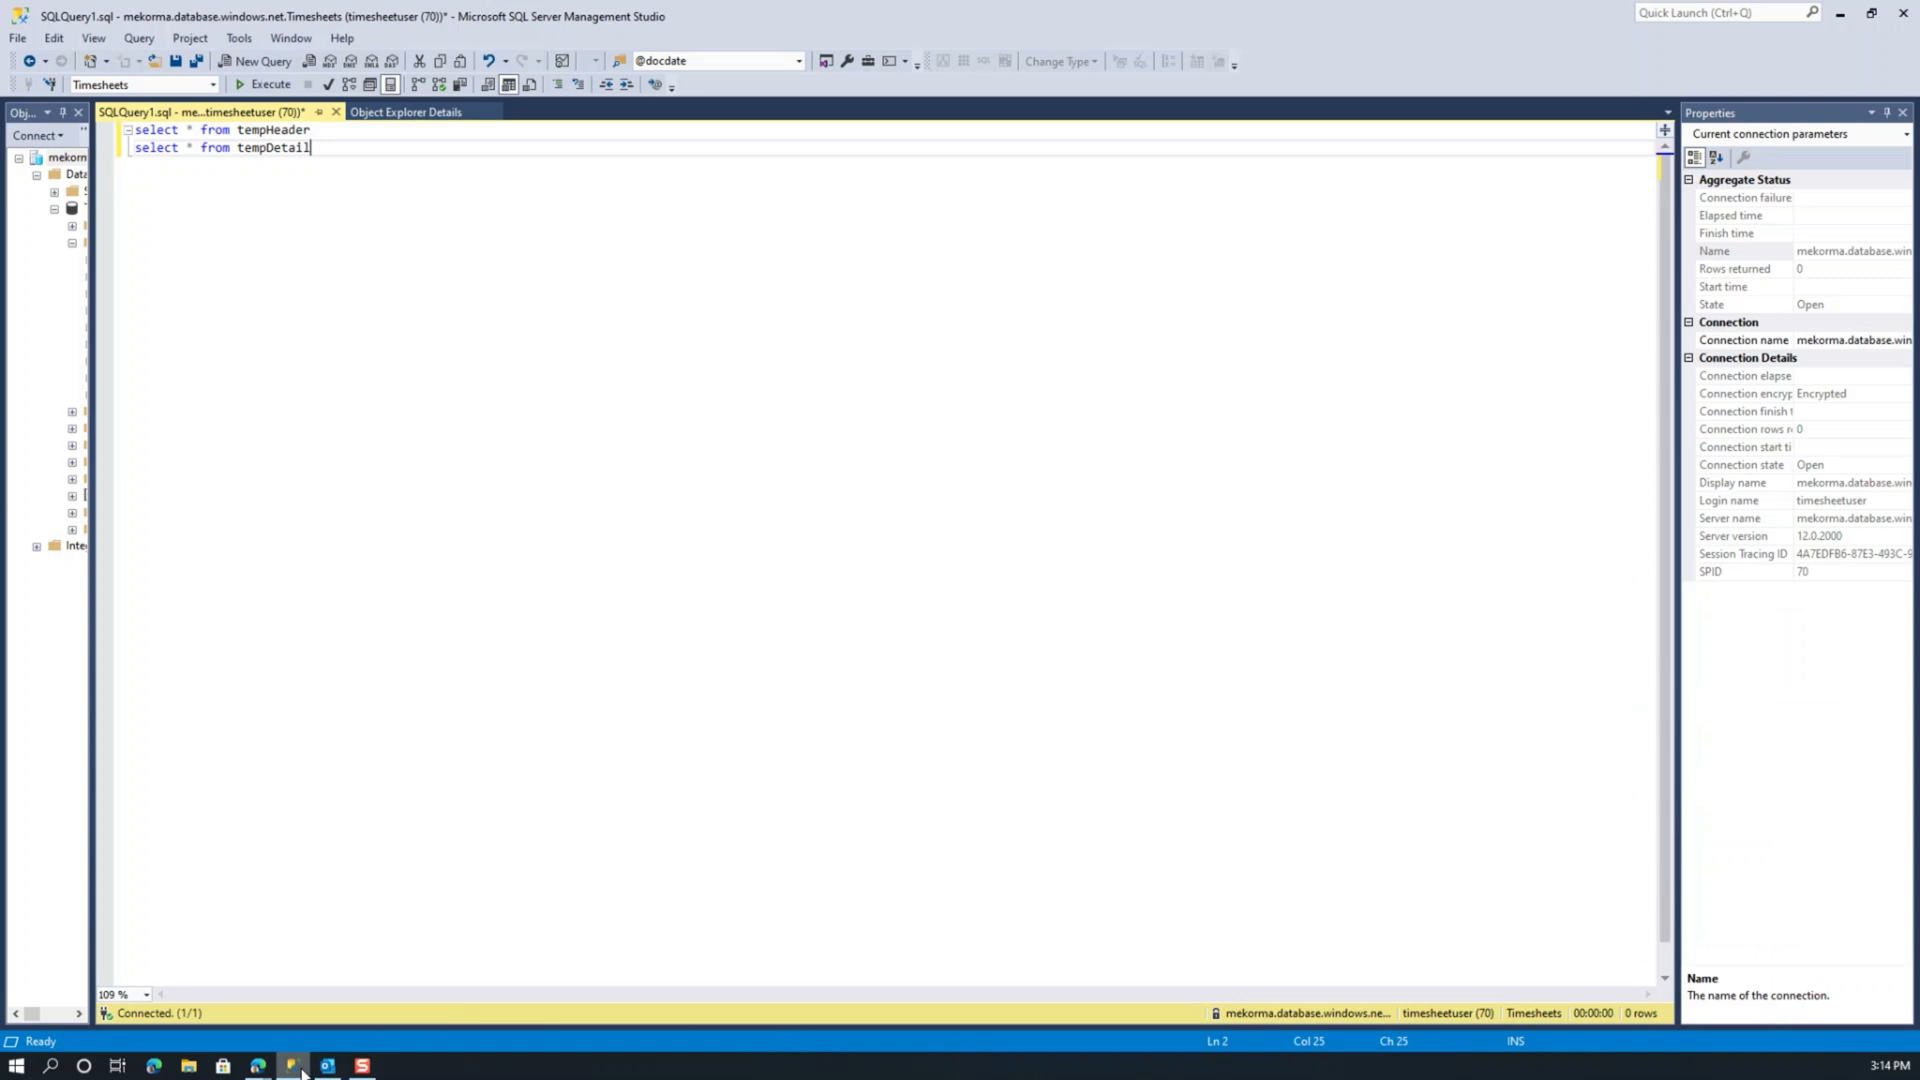 SQLQuery1.sql - mekorma.database.windows.net.Timesheets (timesheetuser (70))* - Microsoft SQL Server Management Studio
Quick Launch (Ctrl+Q)
File Edit View Query Project Tools Window Help
New Query
@docdate
Change Type
Timesheets
Execute
Obj...
SQLQuery1.sql - me...timesheetuser (70))*
Object Explorer Details
Properties
Connect
select * from tempHeader
select * from tempDetail
Current connection parameters
mekorm
Data
Inte
Aggregate Status
Connection failure
Elapsed time
Finish time
Name mekorma.database.win
Rows returned 0
Start time
State Open
Connection
Connection name mekorma.database.win
Connection Details
Connection elapse
Connection encryp Encrypted
Connection finish t
Connection rows r 0
Connection start ti
Connection state Open
Display name mekorma.database.win
Login name timesheetuser
Server name mekorma.database.win
Server version 12.0.2000
Session Tracing ID 4A7EDFB6-87E3-493C-9
SPID 70
Name
The name of the connection.
109 %
Connected. (1/1)
mekorma.database.windows.ne... timesheetuser (70) Timesheets 00:00:00 0 rows
Ready
Ln 2 Col 25 Ch 25 INS
3:14 PM